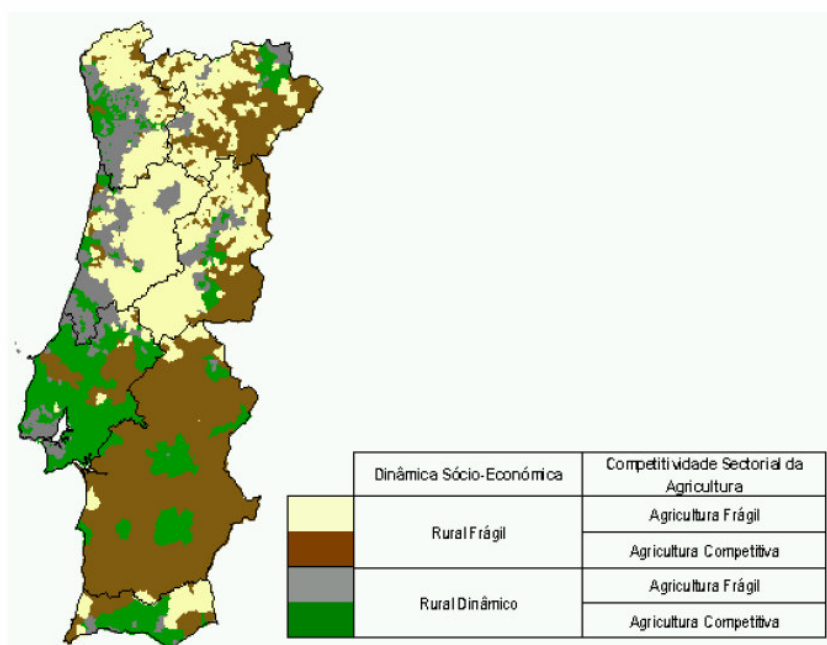 Dinâmica Sócio-Económica
Competitividade Sectorial da
Agricultura
Rural Frágil
Agricultura Frágil
Agricultura Competitiva
Rural Dinâmico
Agricultura Frágil
Agricultura Competitiva